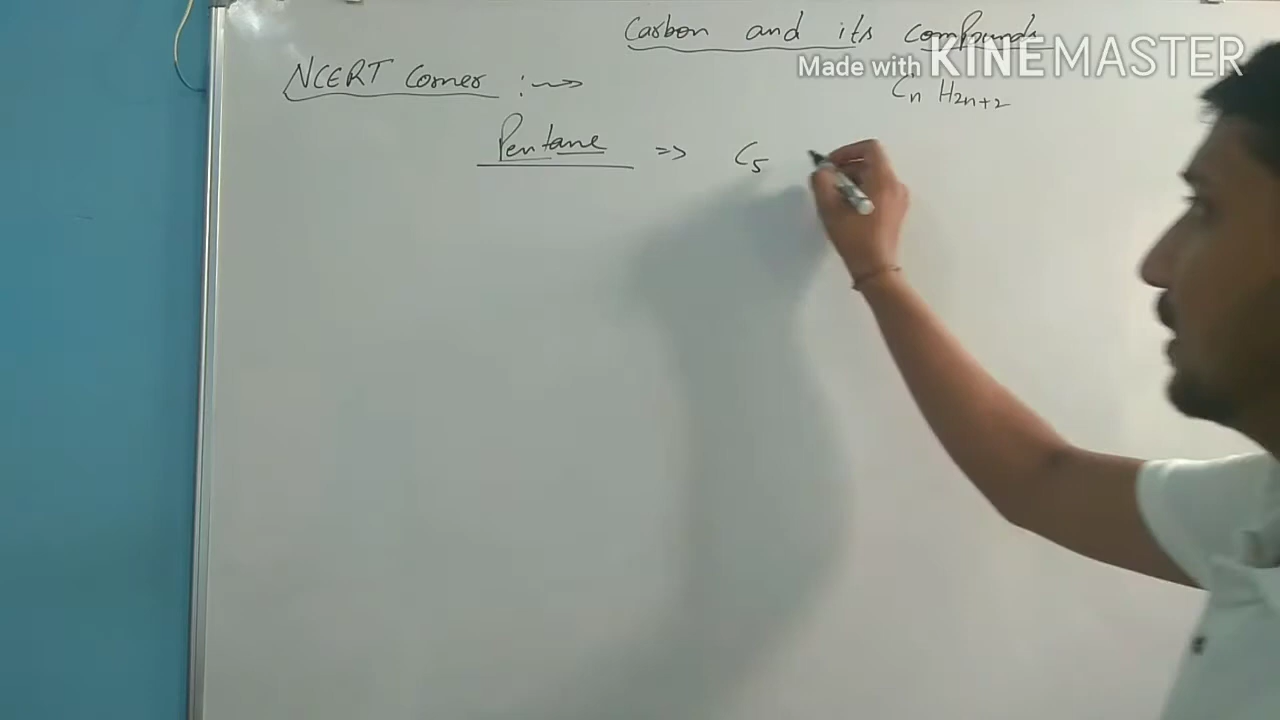 Carbon and its compounds
Made with KINEMASTER
NCERT Corner :⇝
CnH2n+2
Pentane => C5